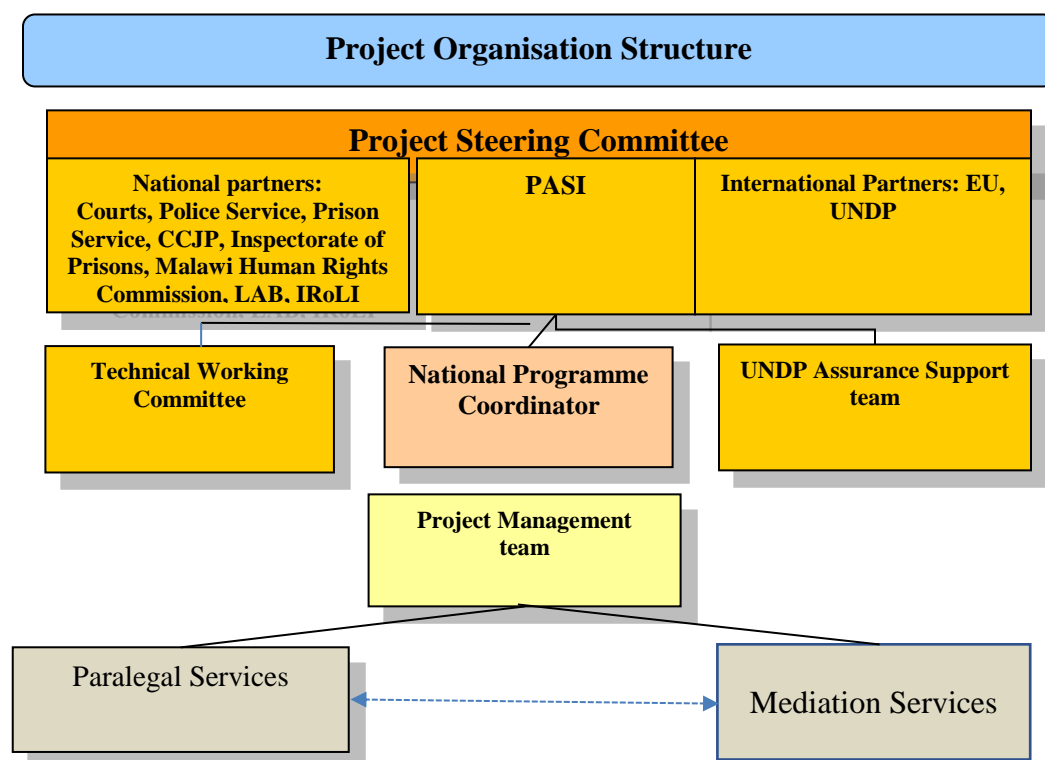 Project Organisation Structure
Project Steering Committee
National partners:
Courts, Police Service, Prison
Service, CCJP, Inspectorate of
Prisons, Malawi Human Rights
Commission, LAB, IRoLI
PASI
International Partners: EU,
UNDP
Technical Working
Committee
National Programme
Coordinator
UNDP Assurance Support
team
Project Management
team
Paralegal Services
Mediation Services